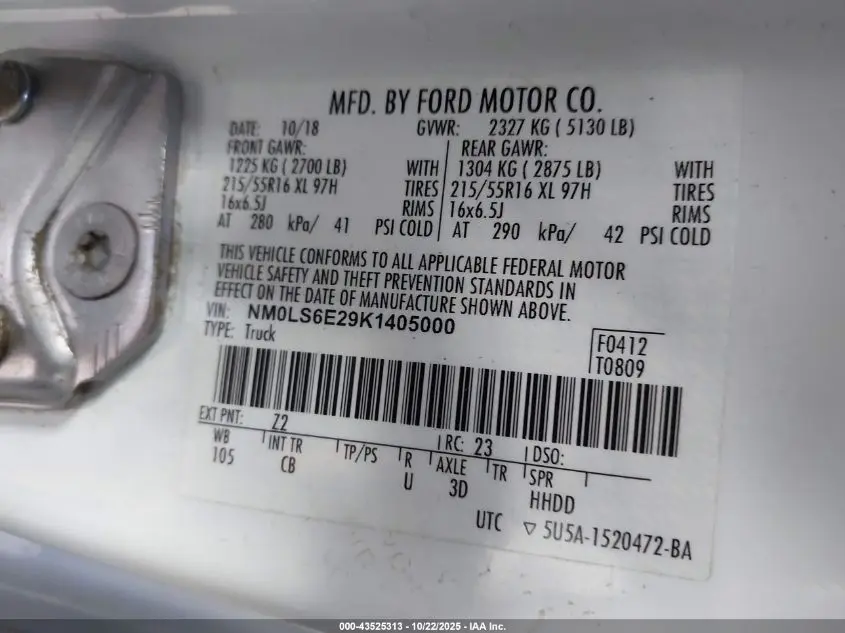 MFD. BY FORD MOTOR CO.
DATE: 10/18 GVWR: 2327 KG ( 5130 LB)
FRONT GAWR: REAR GAWR:
1225 KG ( 2700 LB) WITH 1304 KG ( 2875 LB) WITH
215/55R16 XL 97H TIRES 215/55R16 XL 97H TIRES
16x6.5J RIMS 16x6.5J RIMS
AT 280 kPa/ 41 PSI COLD AT 290 kPa/ 42 PSI COLD
THIS VEHICLE CONFORMS TO ALL APPLICABLE FEDERAL MOTOR
VEHICLE SAFETY AND THEFT PREVENTION STANDARDS IN
EFFECT ON THE DATE OF MANUFACTURE SHOWN ABOVE.
VIN: NM0LS6E29K1405000
TYPE: Truck
F0412
T0809
EXT PNT: Z2 RC: 23 DSO:
WB INT TR TP/PS R AXLE TR SPR
105 CB U 3D HHDD
UTC ▽ 5U5A-1520472-BA
000-43525313 - 10/22/2025 - IAA Inc.